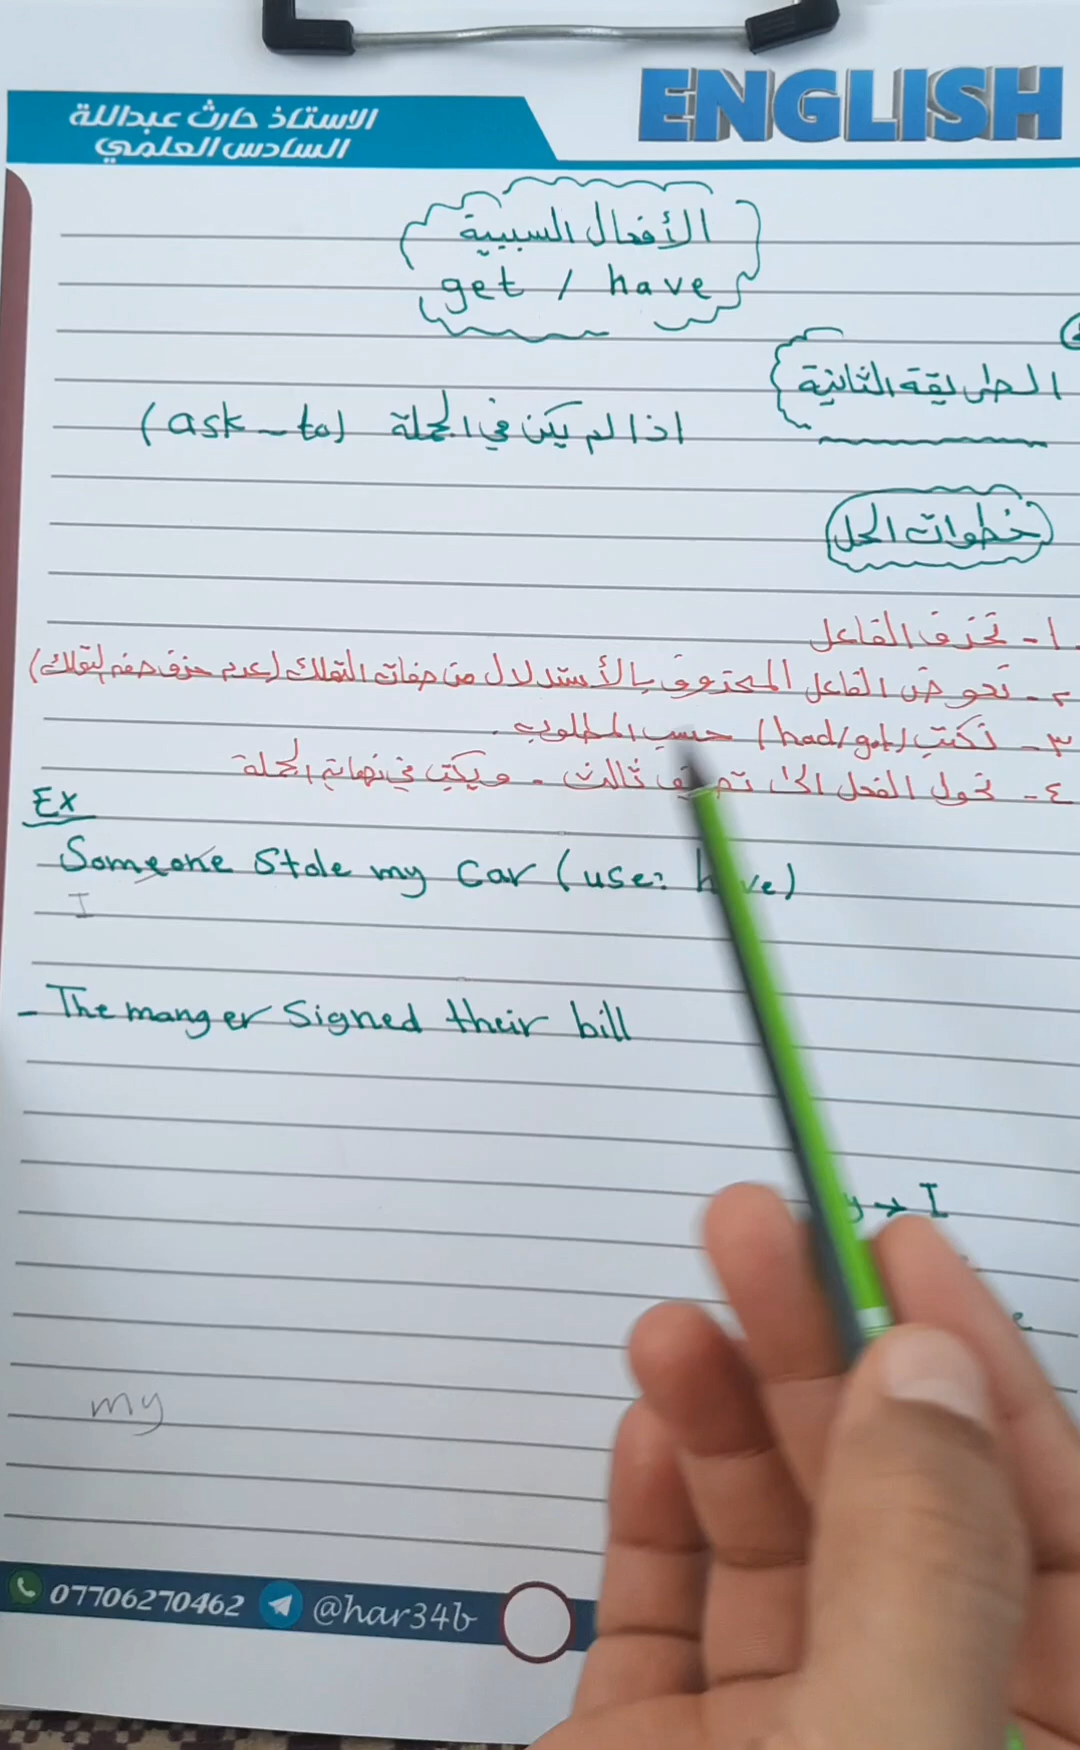 ENGLISH
الاستاذ حارث عبدالله
السادس العلمي
الأفعال السببية
get / have
الطريقة الثانية
اذا لم يكن في الجملة (ask - to)
خطوات الحل
١- نحذف الفاعل
٢- نعوض الفاعل المحذوف بالأستدلال من صفات التملك (عدم حذف صفة التملك)
٣- نكتب (had/got) حسب المطلوب.
٤- نحول الفعل الى تصريف ثالث - ويكتب في نهاية الجملة
Ex
Someone stole my car (use: have)
I
- The manger signed their bill
y → I
e
my
07706270462 @har34b